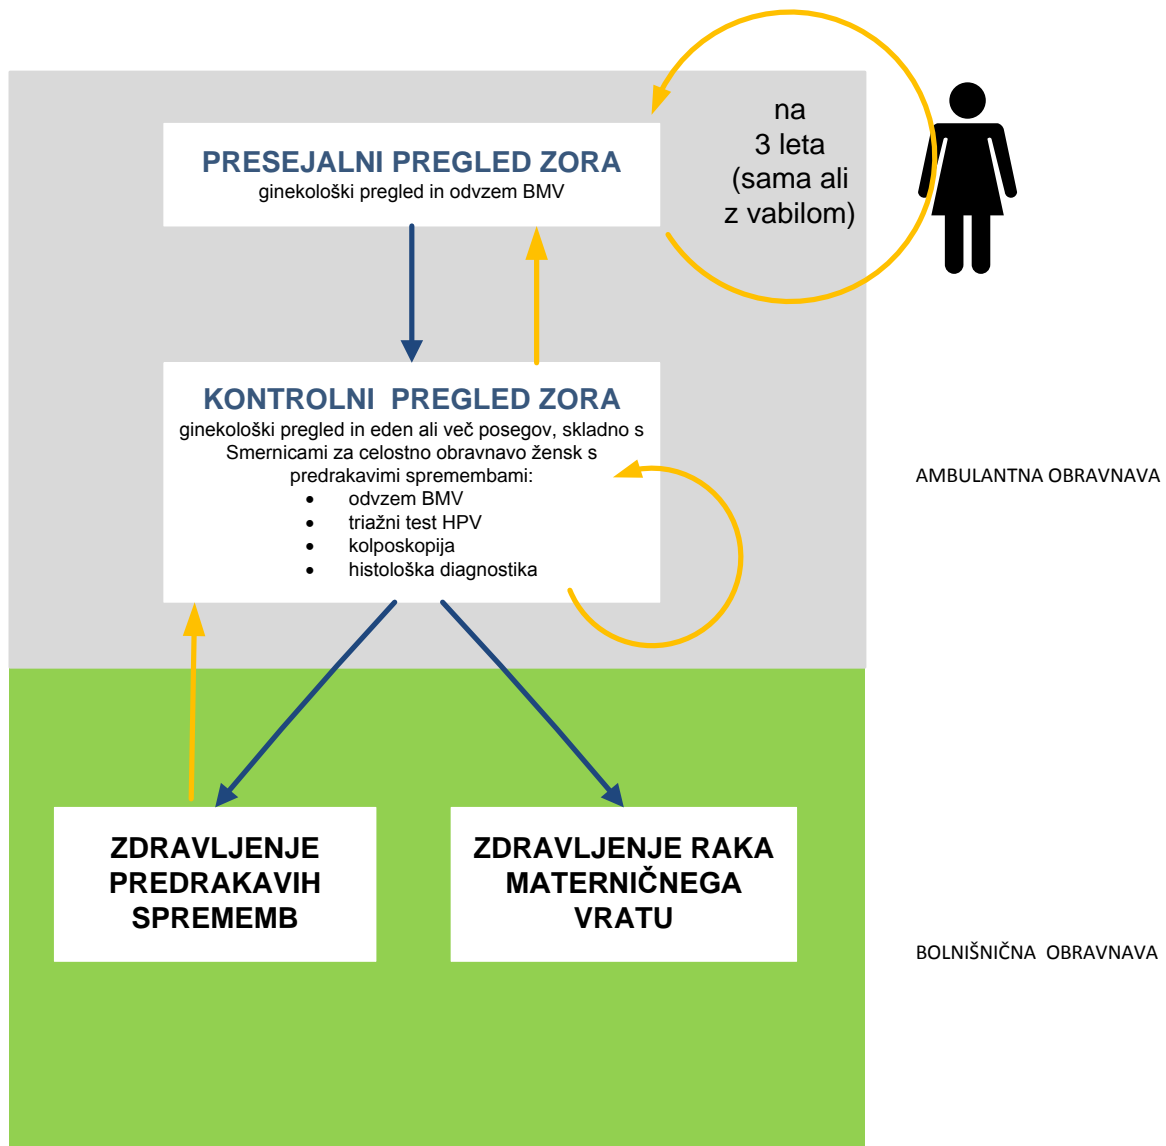 na
3 leta
(sama ali
z vabilom)
PRESEJALNI PREGLED ZORA
ginekološki pregled in odvzem BMV
KONTROLNI PREGLED ZORA
ginekološki pregled in eden ali več posegov, skladno s
Smernicami za celostno obravnavo žensk s
predrakavimi spremembami:
• odvzem BMV
• triažni test HPV
• kolposkopija
• histološka diagnostika
AMBULANTNA OBRAVNAVA
ZDRAVLJENJE
PREDRAKAVIH
SPREMEMB
ZDRAVLJENJE RAKA
MATERNIČNEGA
VRATU
BOLNIŠNIČNA OBRAVNAVA